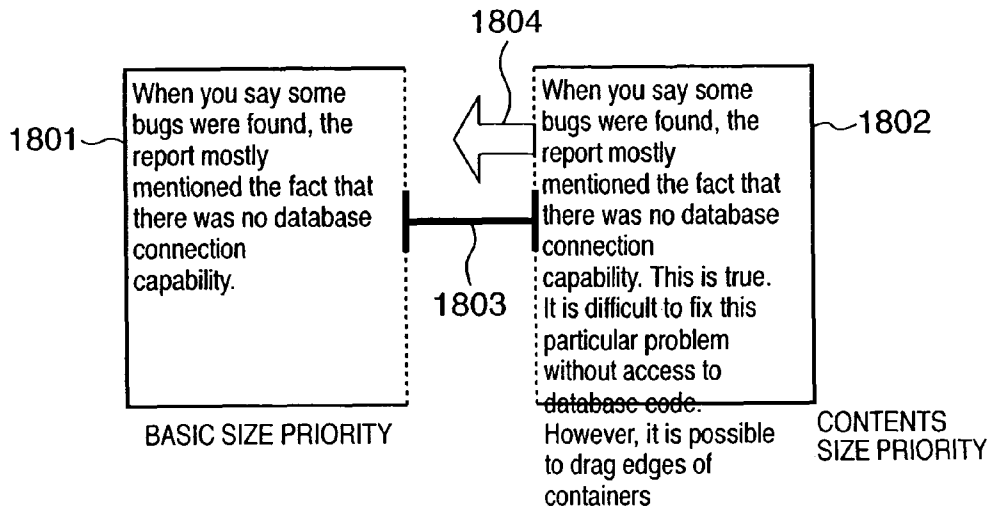 1804
1801
When you say some
bugs were found, the
report mostly
mentioned the fact that
there was no database
connection
capability.
1803
When you say some
bugs were found, the
report mostly
mentioned the fact that
there was no database
connection
capability. This is true.
It is difficult to fix this
particular problem
without access to
database code.
However, it is possible
to drag edges of
containers
1802
BASIC SIZE PRIORITY
CONTENTS
SIZE PRIORITY